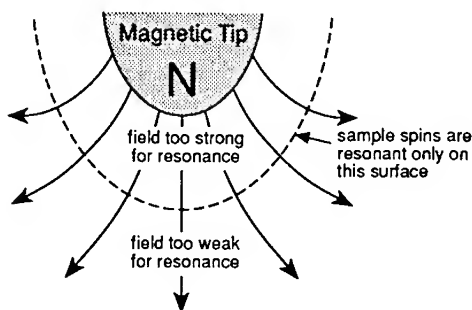 Magnetic Tip
N
field too strong
for resonance
sample spins are
resonant only on
this surface
field too weak
for resonance